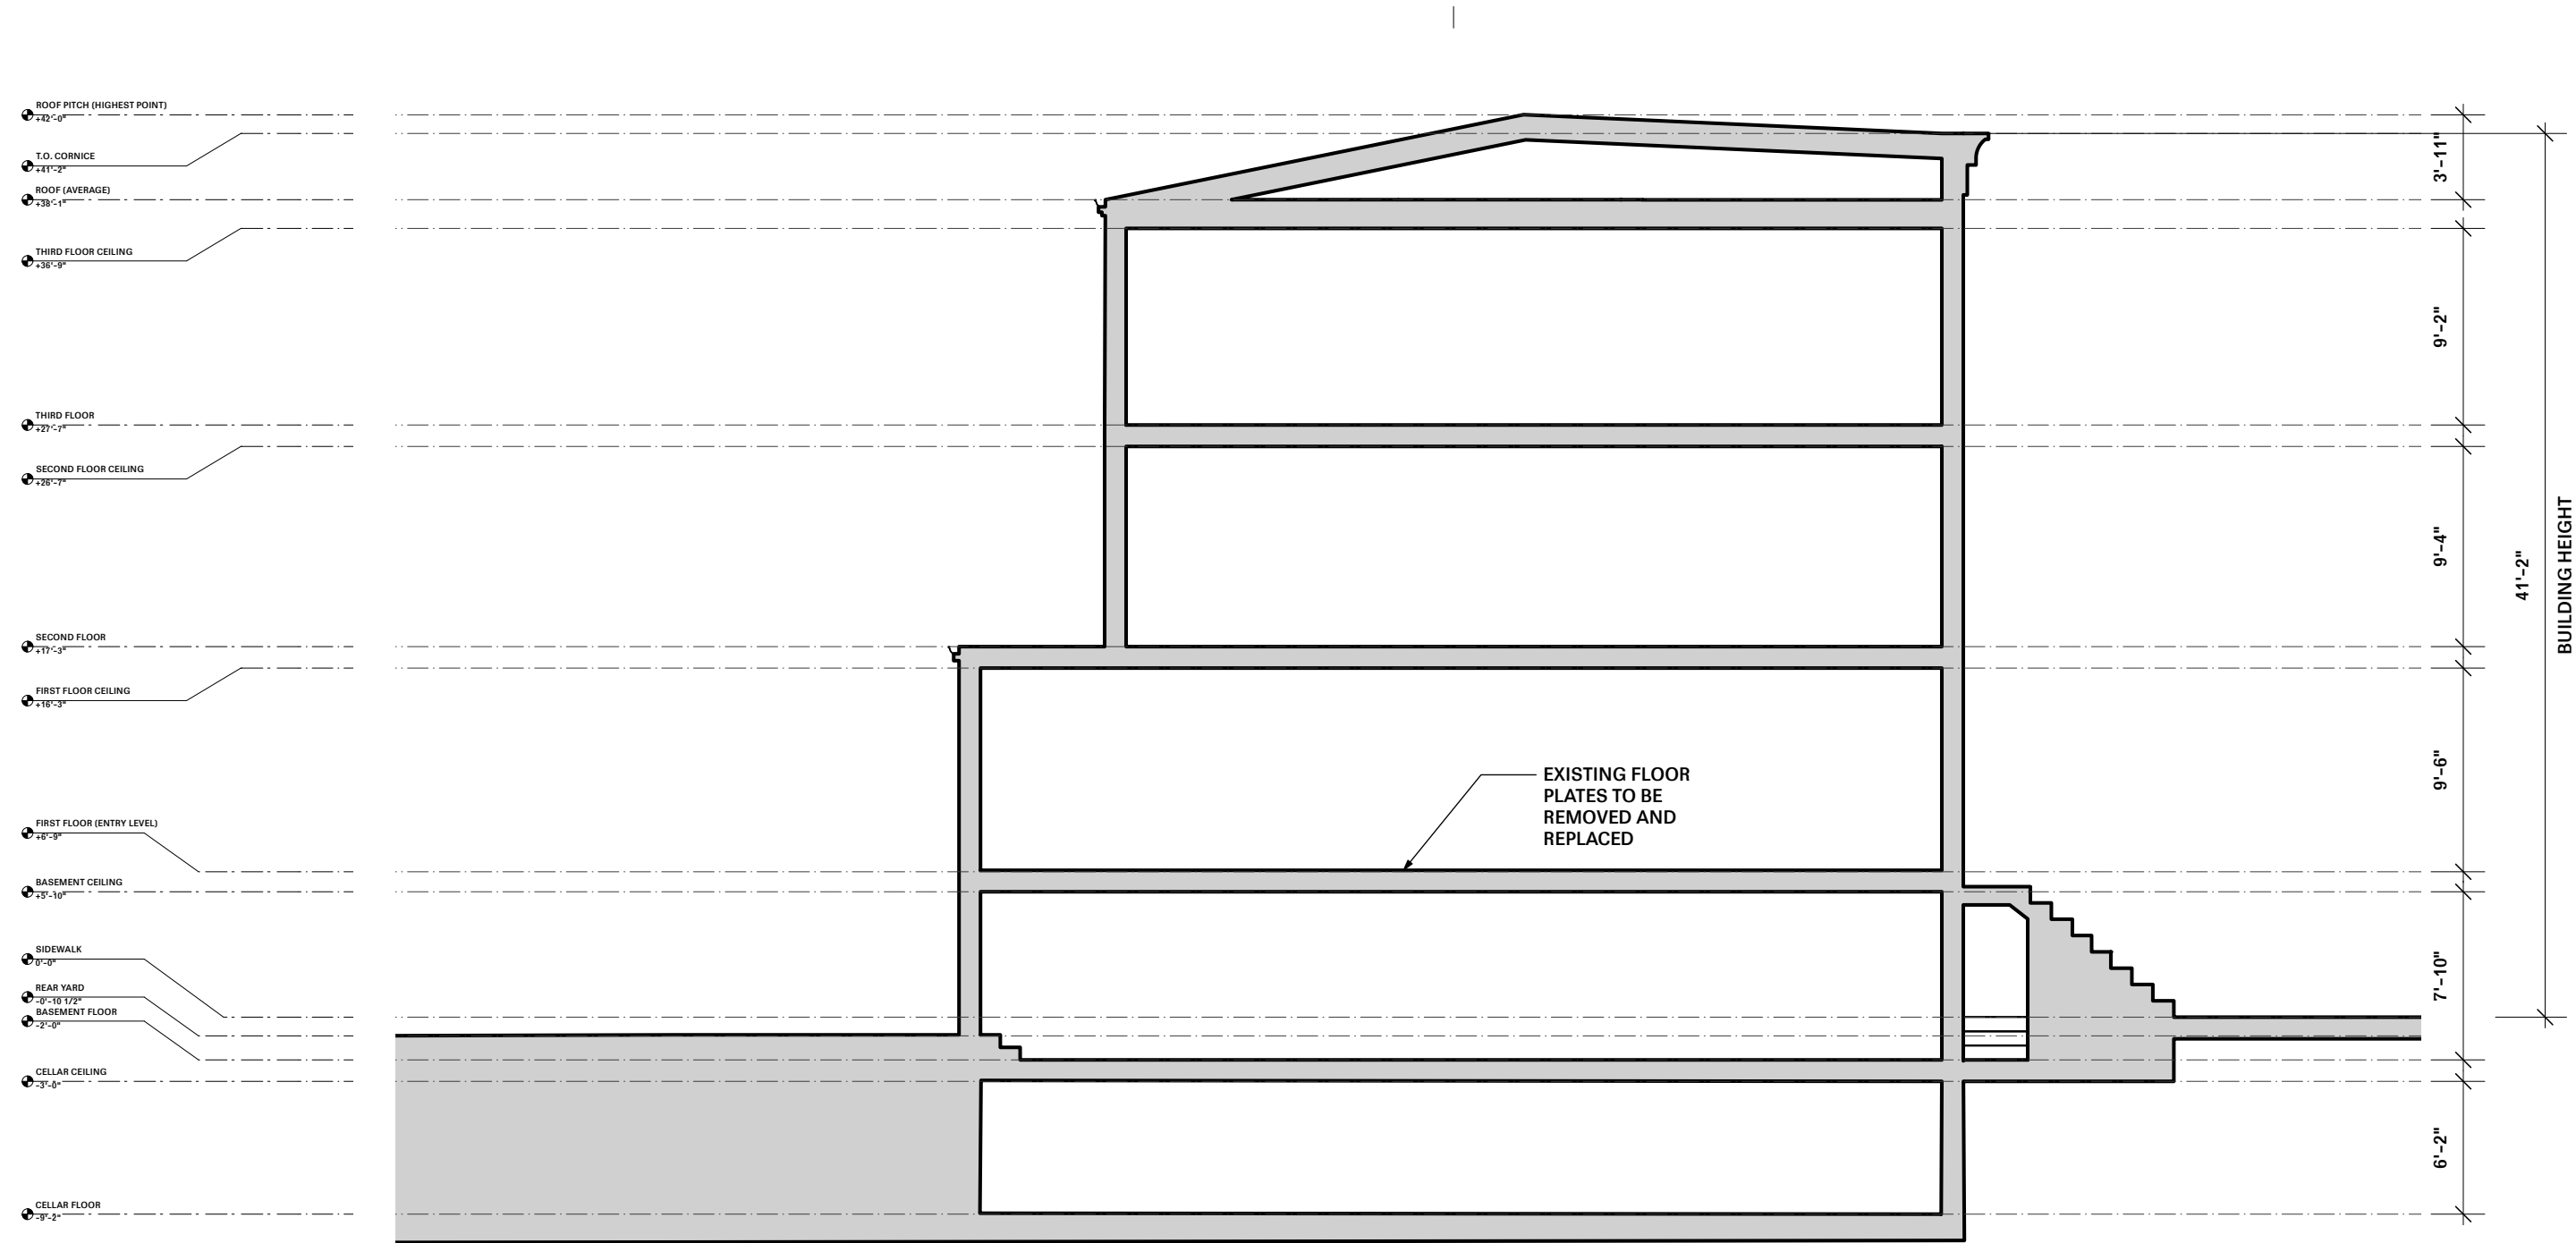 ROOF PITCH (HIGHEST POINT)
+42'-0"
T.O. CORNICE
+41'-2"
ROOF (AVERAGE)
+38'-1"
THIRD FLOOR CEILING
+36'-9"
THIRD FLOOR
+27'-7"
SECOND FLOOR CEILING
+26'-7"
SECOND FLOOR
+17'-3"
FIRST FLOOR CEILING
+16'-3"
FIRST FLOOR (ENTRY LEVEL)
+6'-9"
BASEMENT CEILING
+5'-10"
SIDEWALK
0'-0"
REAR YARD
-0'-10 1/2"
BASEMENT FLOOR
-2'-0"
CELLAR CEILING
-3'-0"
CELLAR FLOOR
-9'-2"
EXISTING FLOOR
PLATES TO BE
REMOVED AND
REPLACED
3'-11"
9'-2"
9'-4"
9'-6"
7'-10"
6'-2"
41'-2"
BUILDING HEIGHT